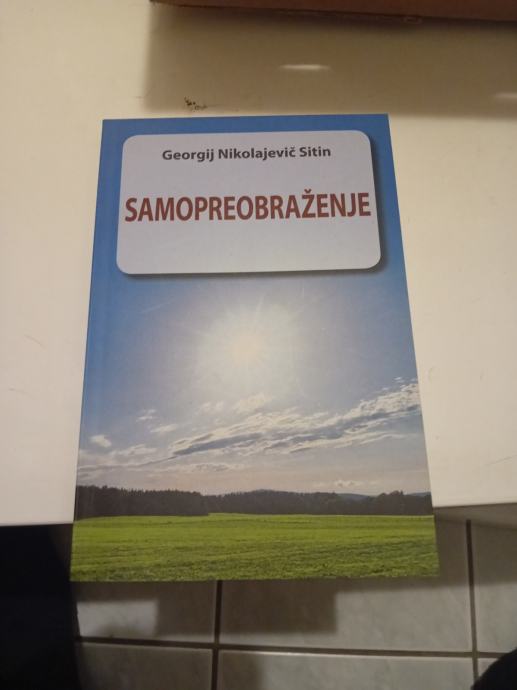 Georgij Nikolajevič Sitin
SAMOPREOBRAŽENJE